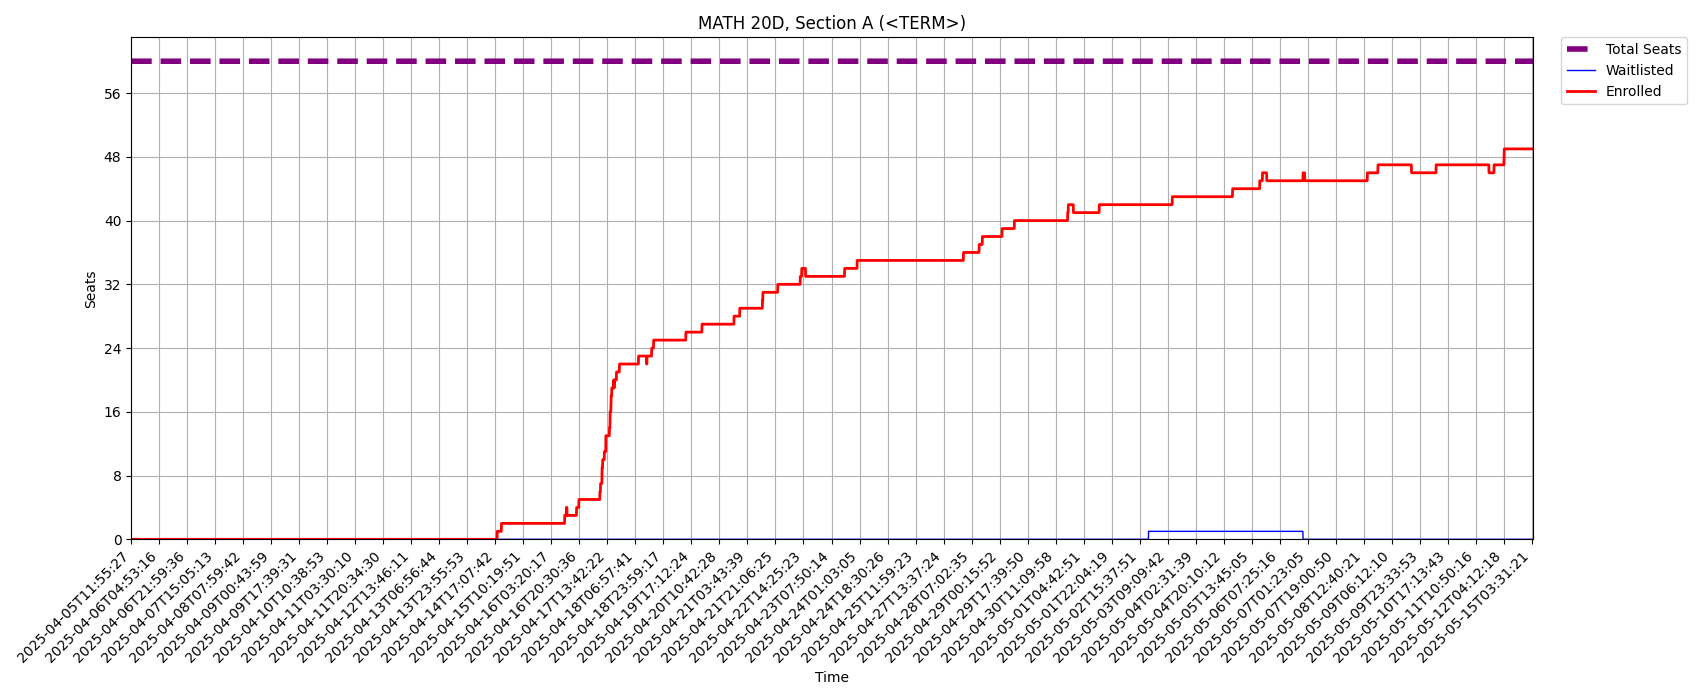 MATH 20D, Section A (<TERM>)
Total Seats
Waitlisted
Enrolled
Seats
56
48
40
32
24
16
8
0
2025-04-05T11:55:27
2025-04-06T04:53:16
2025-04-06T21:59:36
2025-04-07T15:05:13
2025-04-08T07:59:42
2025-04-09T00:43:59
2025-04-09T17:39:31
2025-04-10T10:38:53
2025-04-11T03:30:10
2025-04-11T20:34:30
2025-04-12T13:46:11
2025-04-13T06:56:44
2025-04-13T23:55:53
2025-04-14T17:07:42
2025-04-15T10:19:51
2025-04-16T03:20:17
2025-04-16T20:30:36
2025-04-17T13:42:22
2025-04-18T06:57:41
2025-04-18T23:59:17
2025-04-19T17:12:24
2025-04-20T10:42:28
2025-04-21T03:43:39
2025-04-21T21:06:25
2025-04-22T14:25:23
2025-04-23T07:50:14
2025-04-24T01:03:05
2025-04-24T18:30:26
2025-04-25T11:59:23
2025-04-27T13:37:24
2025-04-28T07:02:35
2025-04-29T00:15:52
2025-04-29T17:39:50
2025-04-30T11:09:58
2025-05-01T04:42:51
2025-05-01T22:04:19
2025-05-02T15:37:51
2025-05-03T09:09:42
2025-05-04T02:31:39
2025-05-04T20:10:12
2025-05-05T13:45:05
2025-05-06T07:25:16
2025-05-07T01:23:05
2025-05-07T19:00:50
2025-05-08T12:40:21
2025-05-09T06:12:10
2025-05-09T23:33:53
2025-05-10T17:13:43
2025-05-11T10:50:16
2025-05-12T04:12:18
2025-05-15T03:31:21
Time